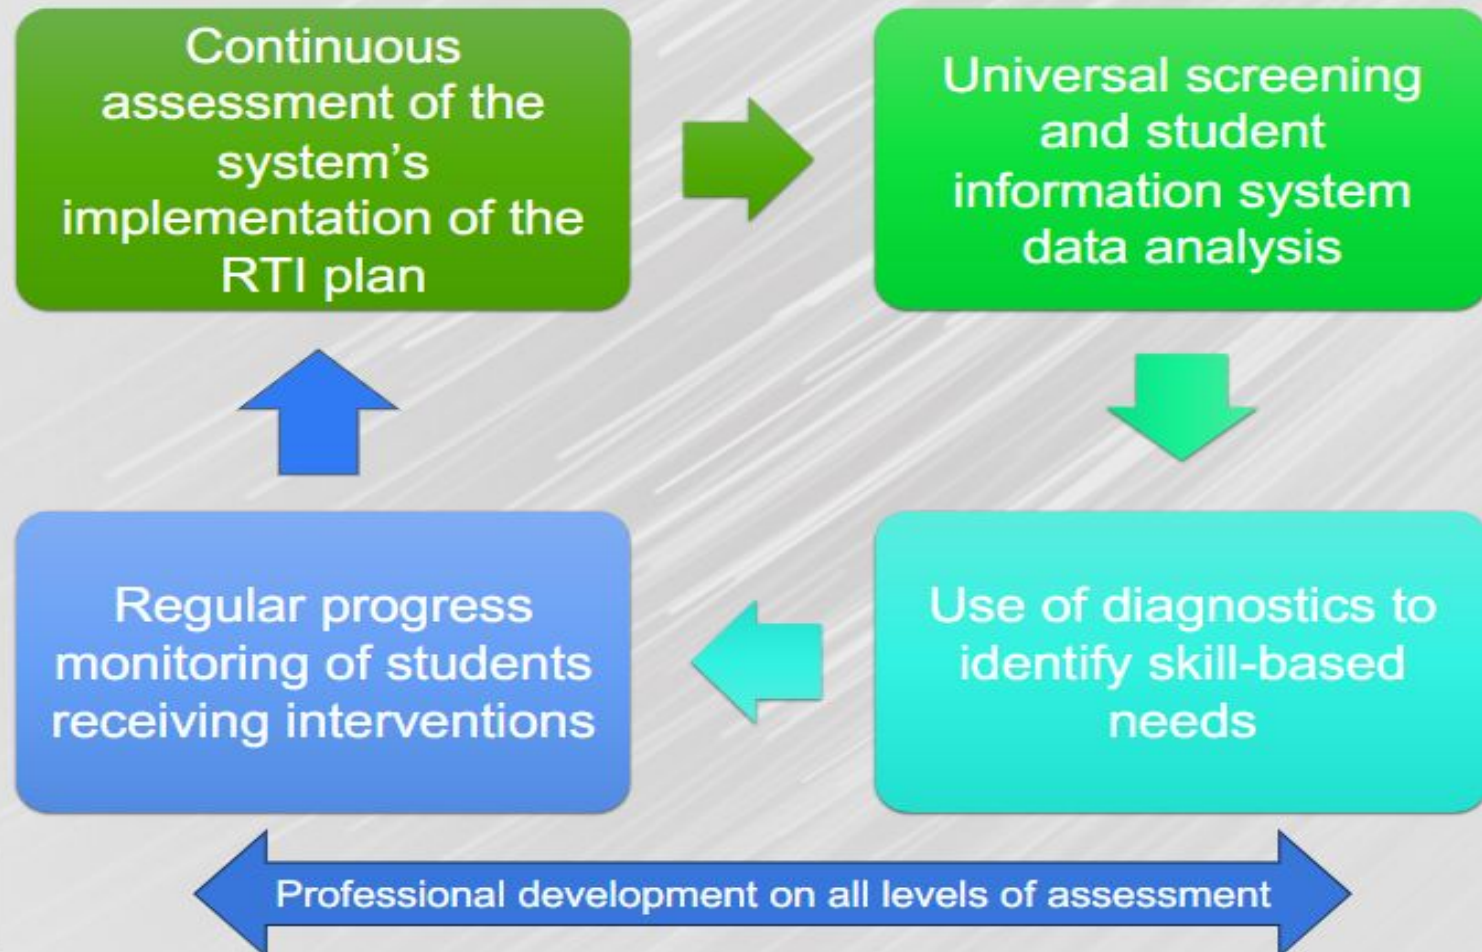 Continuous
assessment of the
system’s
implementation of the
RTI plan
Universal screening
and student
information system
data analysis
Use of diagnostics to
identify skill-based
needs
Regular progress
monitoring of students
receiving interventions
Professional development on all levels of assessment